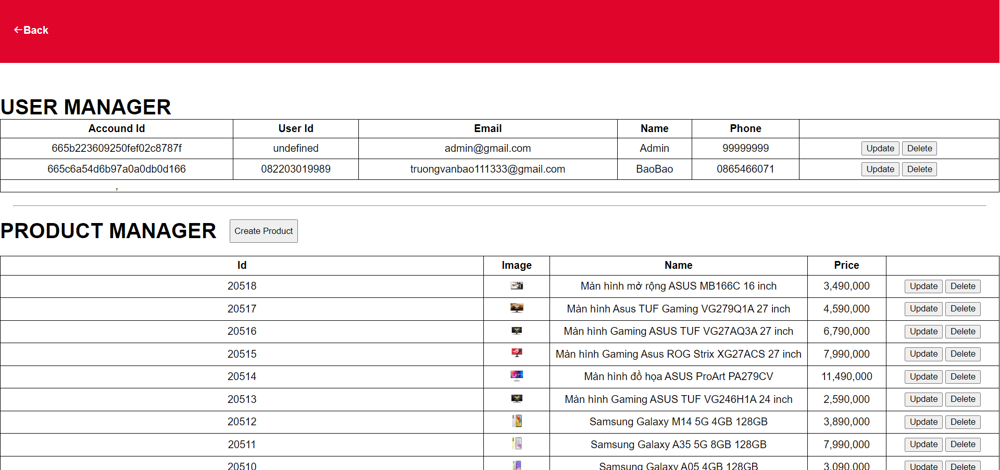 ←Back
USER MANAGER
Accound Id User Id Email Name Phone
665b223609250fef02c8787f undefined admin@gmail.com Admin 99999999 Update Delete
665c6a54d6b97a0a0db0d166 082203019989 truongvanbao111333@gmail.com BaoBao 0865466071 Update Delete
,
PRODUCT MANAGER Create Product
Id Image Name Price
20518 Màn hình mở rộng ASUS MB166C 16 inch 3,490,000 Update Delete
20517 Màn hình Asus TUF Gaming VG279Q1A 27 inch 4,590,000 Update Delete
20516 Màn hình Gaming ASUS TUF VG27AQ3A 27 inch 6,790,000 Update Delete
20515 Màn hình Gaming Asus ROG Strix XG27ACS 27 inch 7,990,000 Update Delete
20514 Màn hình đồ họa ASUS ProArt PA279CV 11,490,000 Update Delete
20513 Màn hình Gaming ASUS TUF VG246H1A 24 inch 2,590,000 Update Delete
20512 Samsung Galaxy M14 5G 4GB 128GB 3,890,000 Update Delete
20511 Samsung Galaxy A35 5G 8GB 128GB 7,990,000 Update Delete
20510 Samsung Galaxy A05 4GB 128GB 3,090,000 Update Delete